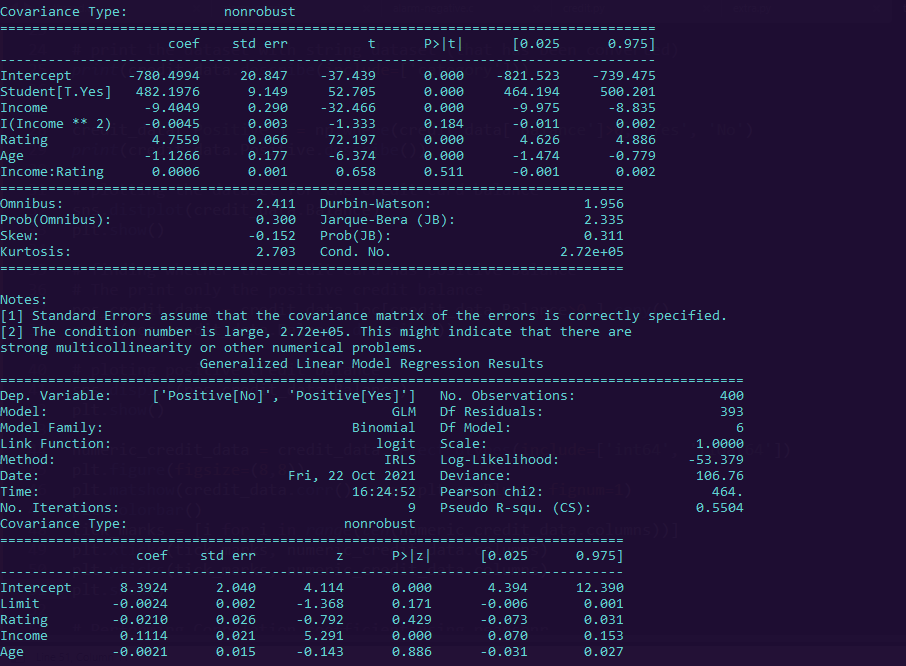 Covariance Type:            nonrobust
==================================================================================
                     coef    std err          t      P>|t|      [0.025      0.975]
----------------------------------------------------------------------------------
Intercept       -780.4994     20.847    -37.439      0.000    -821.523    -739.475
Student[T.Yes]   482.1976      9.149     52.705      0.000     464.194     500.201
Income            -9.4049      0.290    -32.466      0.000      -9.975      -8.835
I(Income ** 2)    -0.0045      0.003     -1.333      0.184      -0.011       0.002
Rating             4.7559      0.066     72.197      0.000       4.626       4.886
Age               -1.1266      0.177     -6.374      0.000      -1.474      -0.779
Income:Rating      0.0006      0.001      0.658      0.511      -0.001       0.002
==============================================================================
Omnibus:                        2.411   Durbin-Watson:                   1.956
Prob(Omnibus):                  0.300   Jarque-Bera (JB):                2.335
Skew:                          -0.152   Prob(JB):                        0.311
Kurtosis:                       2.703   Cond. No.                     2.72e+05
==============================================================================
Notes:
[1] Standard Errors assume that the covariance matrix of the errors is correctly specified.
[2] The condition number is large, 2.72e+05. This might indicate that there are
strong multicollinearity or other numerical problems.
                         Generalized Linear Model Regression Results
=============================================================================================
Dep. Variable:     ['Positive[No]', 'Positive[Yes]']   No. Observations:                  400
Model:                                           GLM   Df Residuals:                      393
Model Family:                               Binomial   Df Model:                            6
Link Function:                                 logit   Scale:                          1.0000
Method:                                         IRLS   Log-Likelihood:                -53.379
Date:                               Fri, 22 Oct 2021   Deviance:                       106.76
Time:                                       16:24:52   Pearson chi2:                     464.
No. Iterations:                                    9   Pseudo R-squ. (CS):             0.5504
Covariance Type:                           nonrobust
==============================================================================
                 coef    std err          z      P>|z|      [0.025      0.975]
------------------------------------------------------------------------------
Intercept      8.3924      2.040      4.114      0.000       4.394      12.390
Limit         -0.0024      0.002     -1.368      0.171      -0.006       0.001
Rating        -0.0210      0.026     -0.792      0.429      -0.073       0.031
Income         0.1114      0.021      5.291      0.000       0.070       0.153
Age           -0.0021      0.015     -0.143      0.886      -0.031       0.027